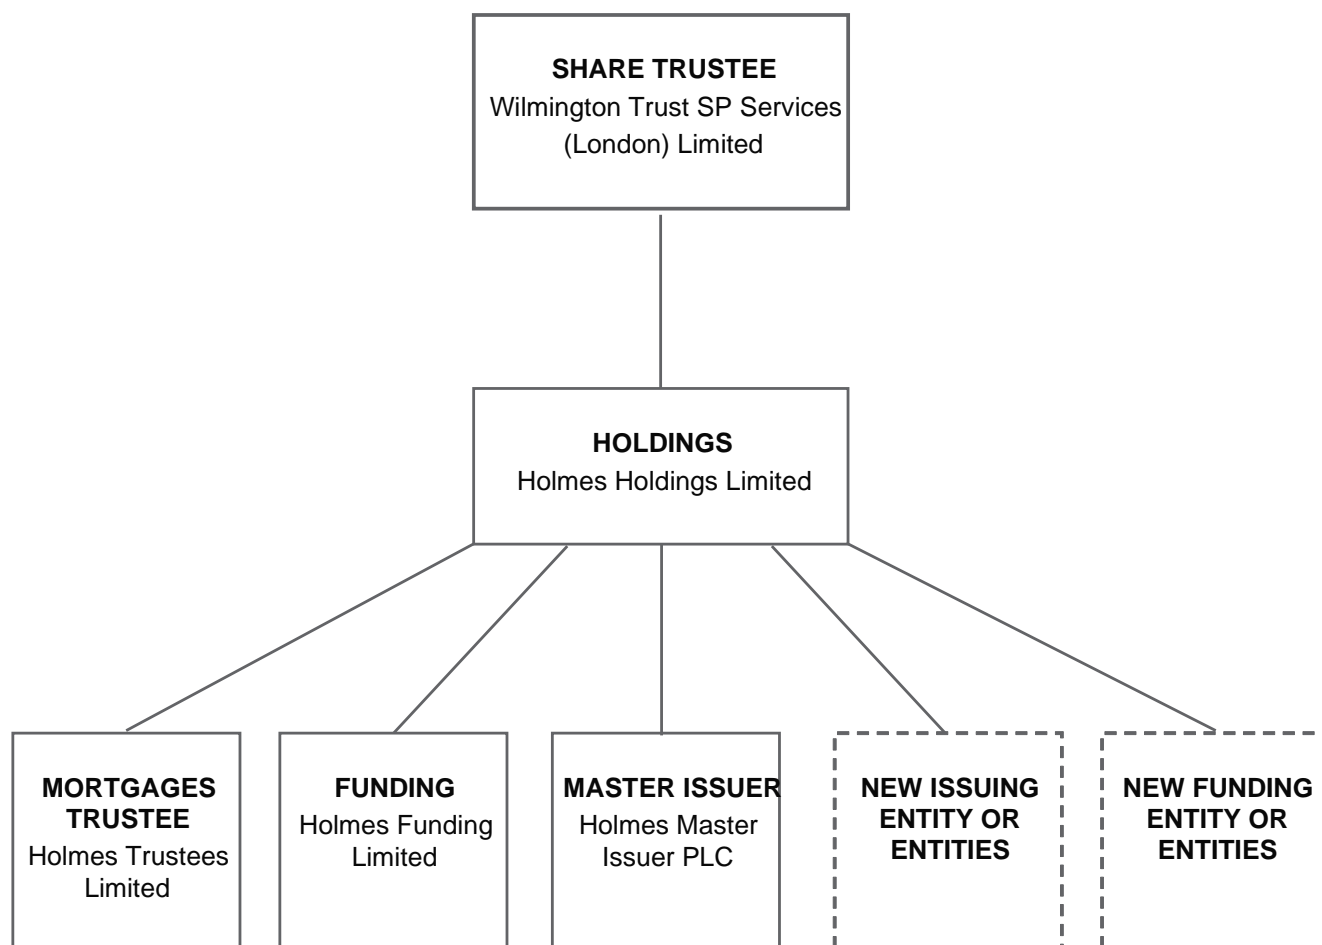 SHARE TRUSTEE
Wilmington Trust SP Services
(London) Limited
HOLDINGS
Holmes Holdings Limited
MORTGAGES
TRUSTEE
Holmes Trustees
Limited
FUNDING
Holmes Funding
Limited
MASTER ISSUER
Holmes Master
Issuer PLC
NEW ISSUING
ENTITY OR
ENTITIES
NEW FUNDING
ENTITY OR
ENTITIES